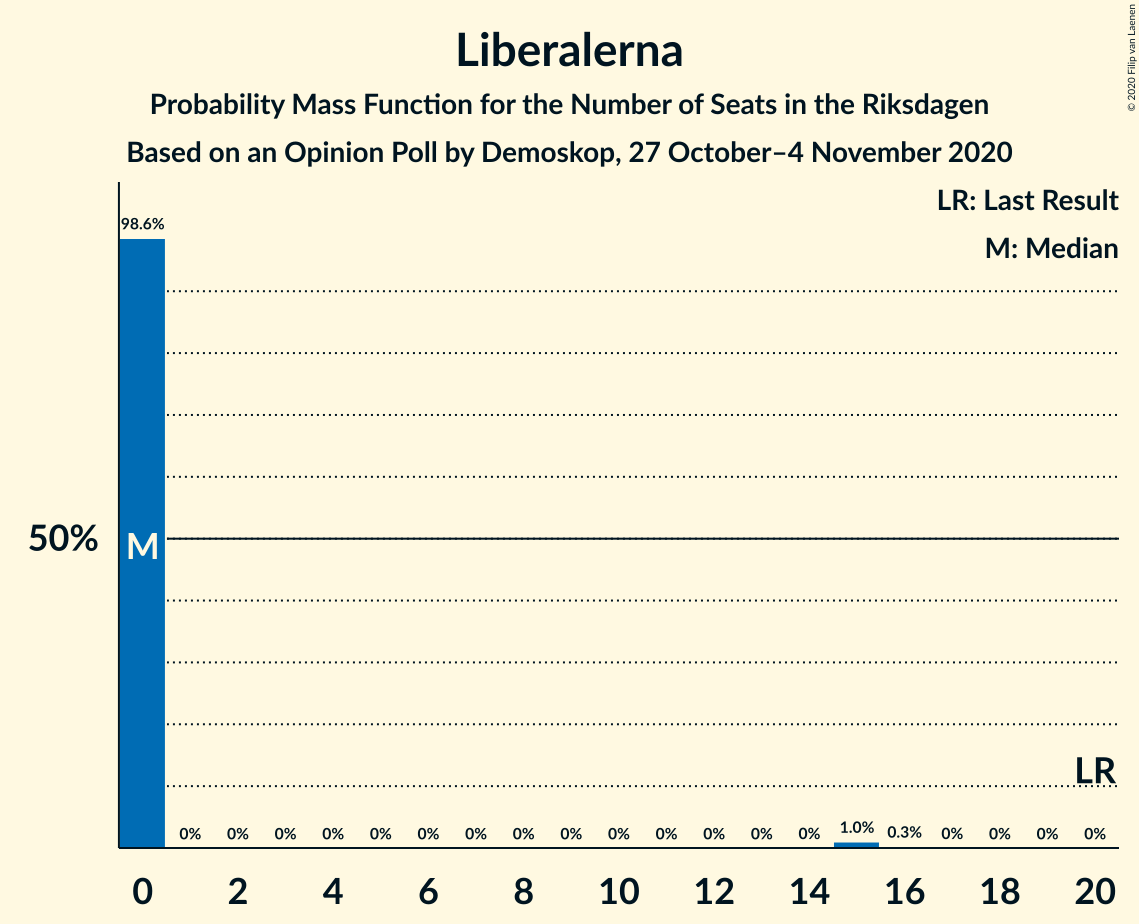 Liberalerna
Probability Mass Function for the Number of Seats in the Riksdagen
Based on an Opinion Poll by Demoskop, 27 October–4 November 2020
© 2020 Filip van Laenen
LR: Last Result
M: Median
98.6%
50%
M
LR
0% 0% 0% 0% 0% 0% 0% 0% 0% 0% 0% 0% 0% 0% 1.0% 0.3% 0% 0% 0% 0%
0 2 4 6 8 10 12 14 16 18 20